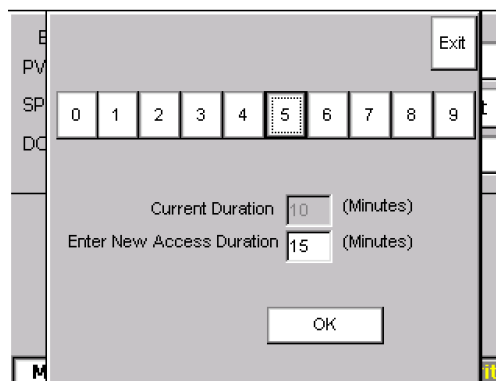 Exit
PV
SP
0 1 2 3 4 5 6 7 8 9
Current Duration 10 (Minutes)
Enter New Access Duration 15 (Minutes)
OK
M